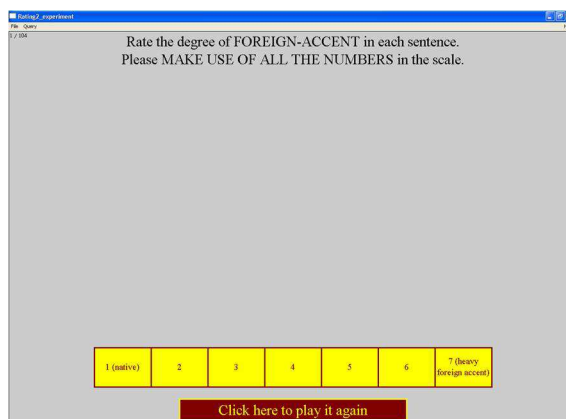 Rating2_experiment
File Query
1 / 104
Rate the degree of FOREIGN-ACCENT in each sentence.
Please MAKE USE OF ALL THE NUMBERS in the scale.
1 (native) 2 3 4 5 6 7 (heavy foreign accent)
Click here to play it again